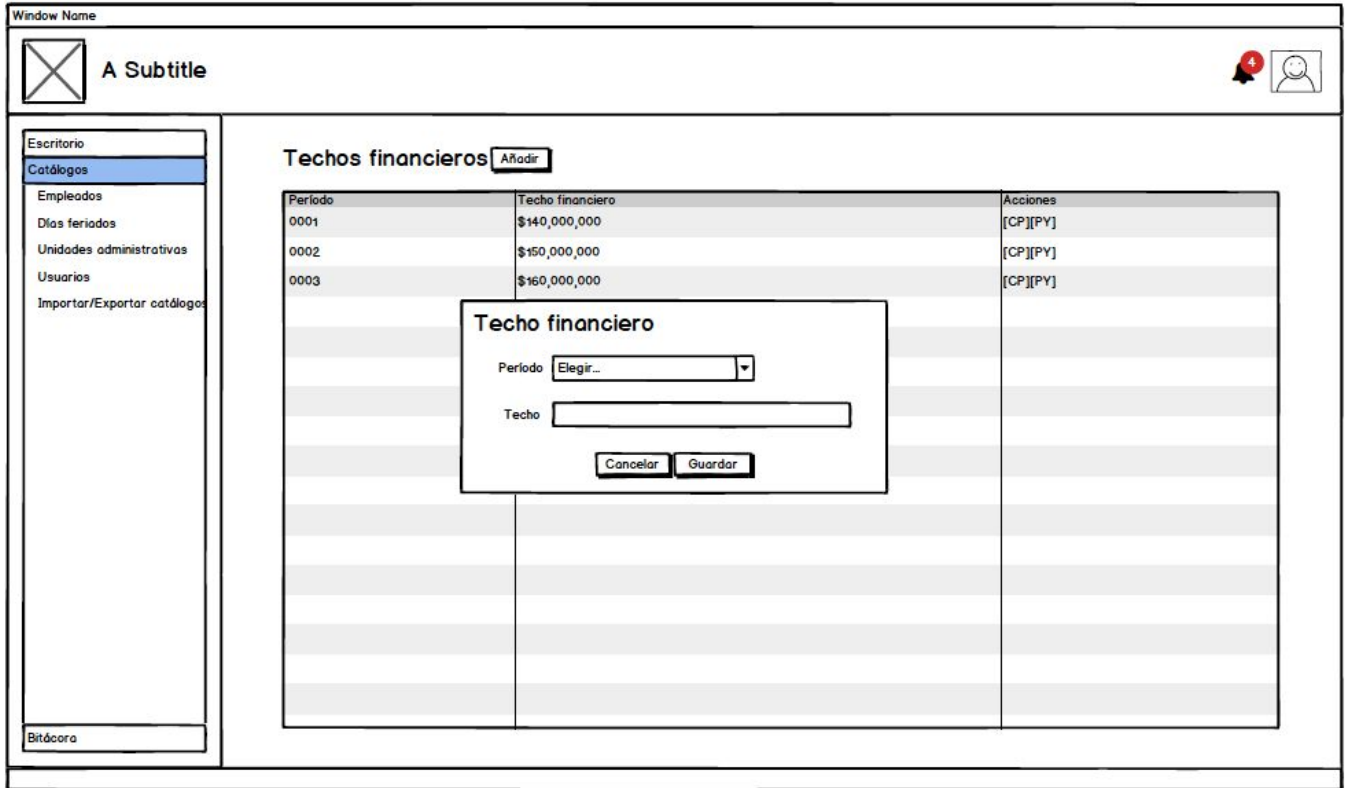 Window Name
A Subtitle
4
Escritorio
Catálogos
Empleados
Días feriados
Unidades administrativas
Usuarios
Importar/Exportar catálogos
Bitácora
Techos financieros Añadir
Período Techo financiero Acciones
0001 $140,000,000 [CP][PY]
0002 $150,000,000 [CP][PY]
0003 $160,000,000 [CP][PY]
Techo financiero
Período Elegir...
Techo
Cancelar Guardar